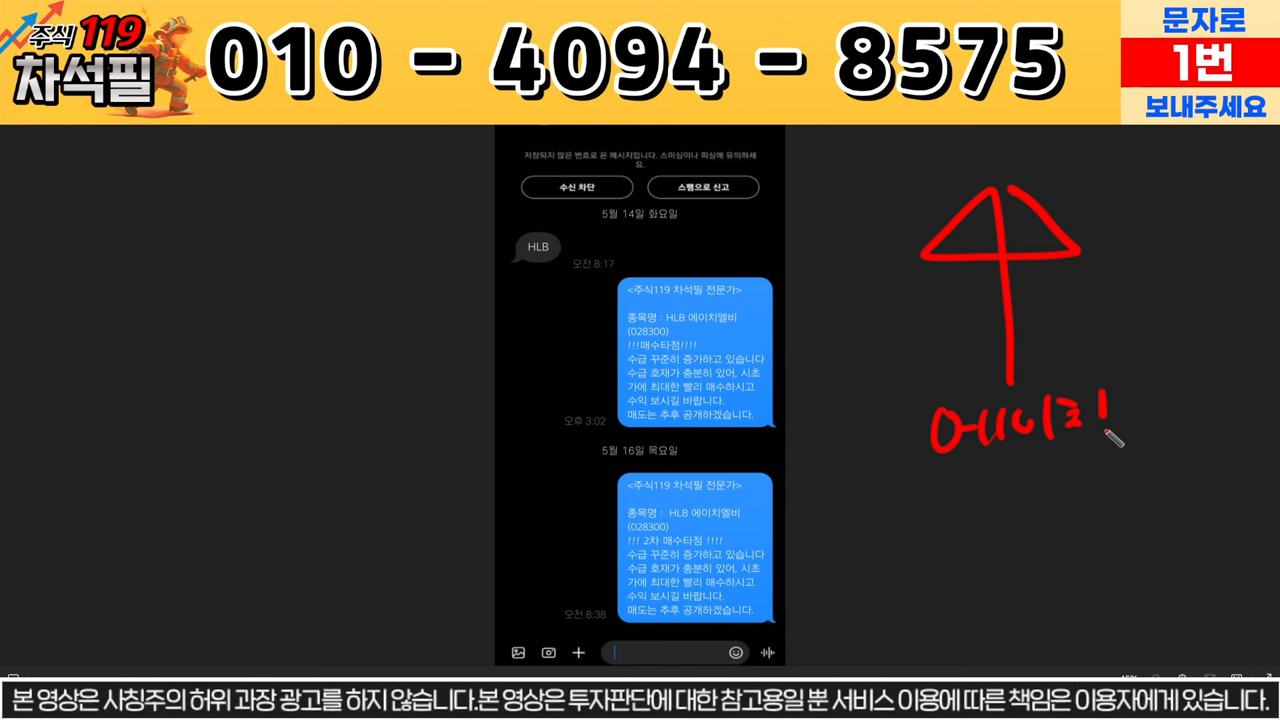 주식 119
차석필
010 - 4094 - 8575
문자로
1번
보내주세요
저장되지 않은 번호로 온 메시지입니다. 스미싱이나 피싱에 유의하세
요.
수신 차단
스팸으로 신고
5월 14일 화요일
HLB
오전 8:17
<주식119 차석필 전문가>
종목명 : HLB 에이치엘비
(028300)
!!!매수타점!!!!
수급 꾸준히 증가하고 있습니다
수급 호재가 충분히 있어, 시초
가에 최대한 빨리 매수하시고
수익 보시길 바랍니다.
매도는 추후 공개하겠습니다.
오후 3:02
5월 16일 목요일
<주식119 차석필 전문가>
종목명 : HLB 에이치엘비
(028300)
!!! 2차 매수타점 !!!!
수급 꾸준히 증가하고 있습니다
수급 호재가 충분히 있어, 시초
가에 최대한 빨리 매수하시고
수익 보시길 바랍니다.
매도는 추후 공개하겠습니다.
오전 8:38
에이치
본 영상은 사칭주의 허위 과장 광고를 하지 않습니다.본 영상은 투자판단에 대한 참고용일 뿐 서비스 이용에 따른 책임은 이용자에게 있습니다.